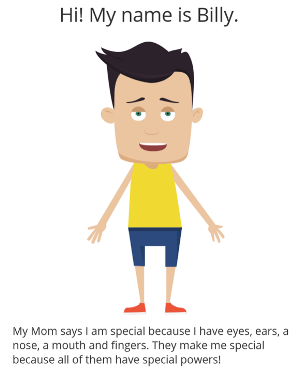 Hi! My name is Billy.
My Mom says I am special because I have eyes, ears, a
nose, a mouth and fingers. They make me special
because all of them have special powers!